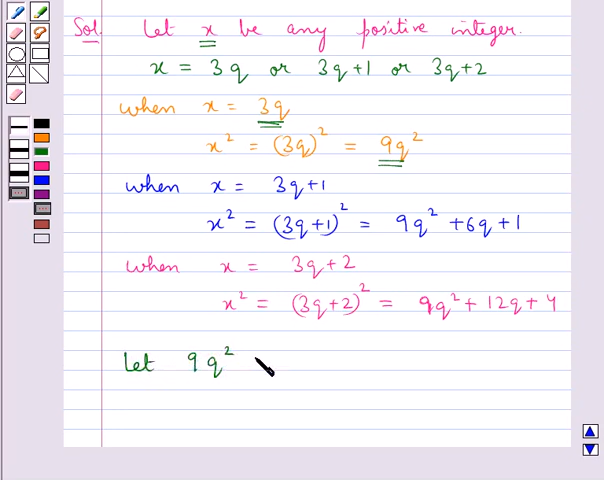 Sol. Let x be any positive integer.
x = 3q or 3q+1 or 3q+2
when x = 3q
x² = (3q)² = 9q²
when x = 3q+1
x² = (3q+1)² = 9q² +6q+1
when x = 3q+2
x² = (3q+2)² = 9q²+12q+4
Let 9q²